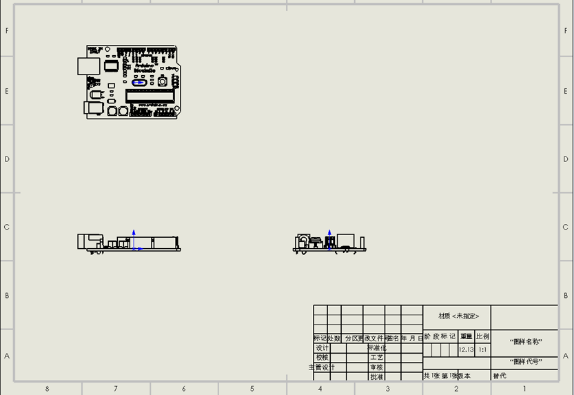 F
F
Arduino
E
E
D
D
C
C
B
B
材质 <未指定>
标记 处数 分区 更改文件号 签名 年 月 日 阶 段 标 记 重量 比例
"图样名称"
设计 标准化
12.13 1:1
校核 工艺
"图样代号"
A
A
主管设计 审核
批准 共1张 第1张 版本 替代
8 7 6 5 4 3 2 1